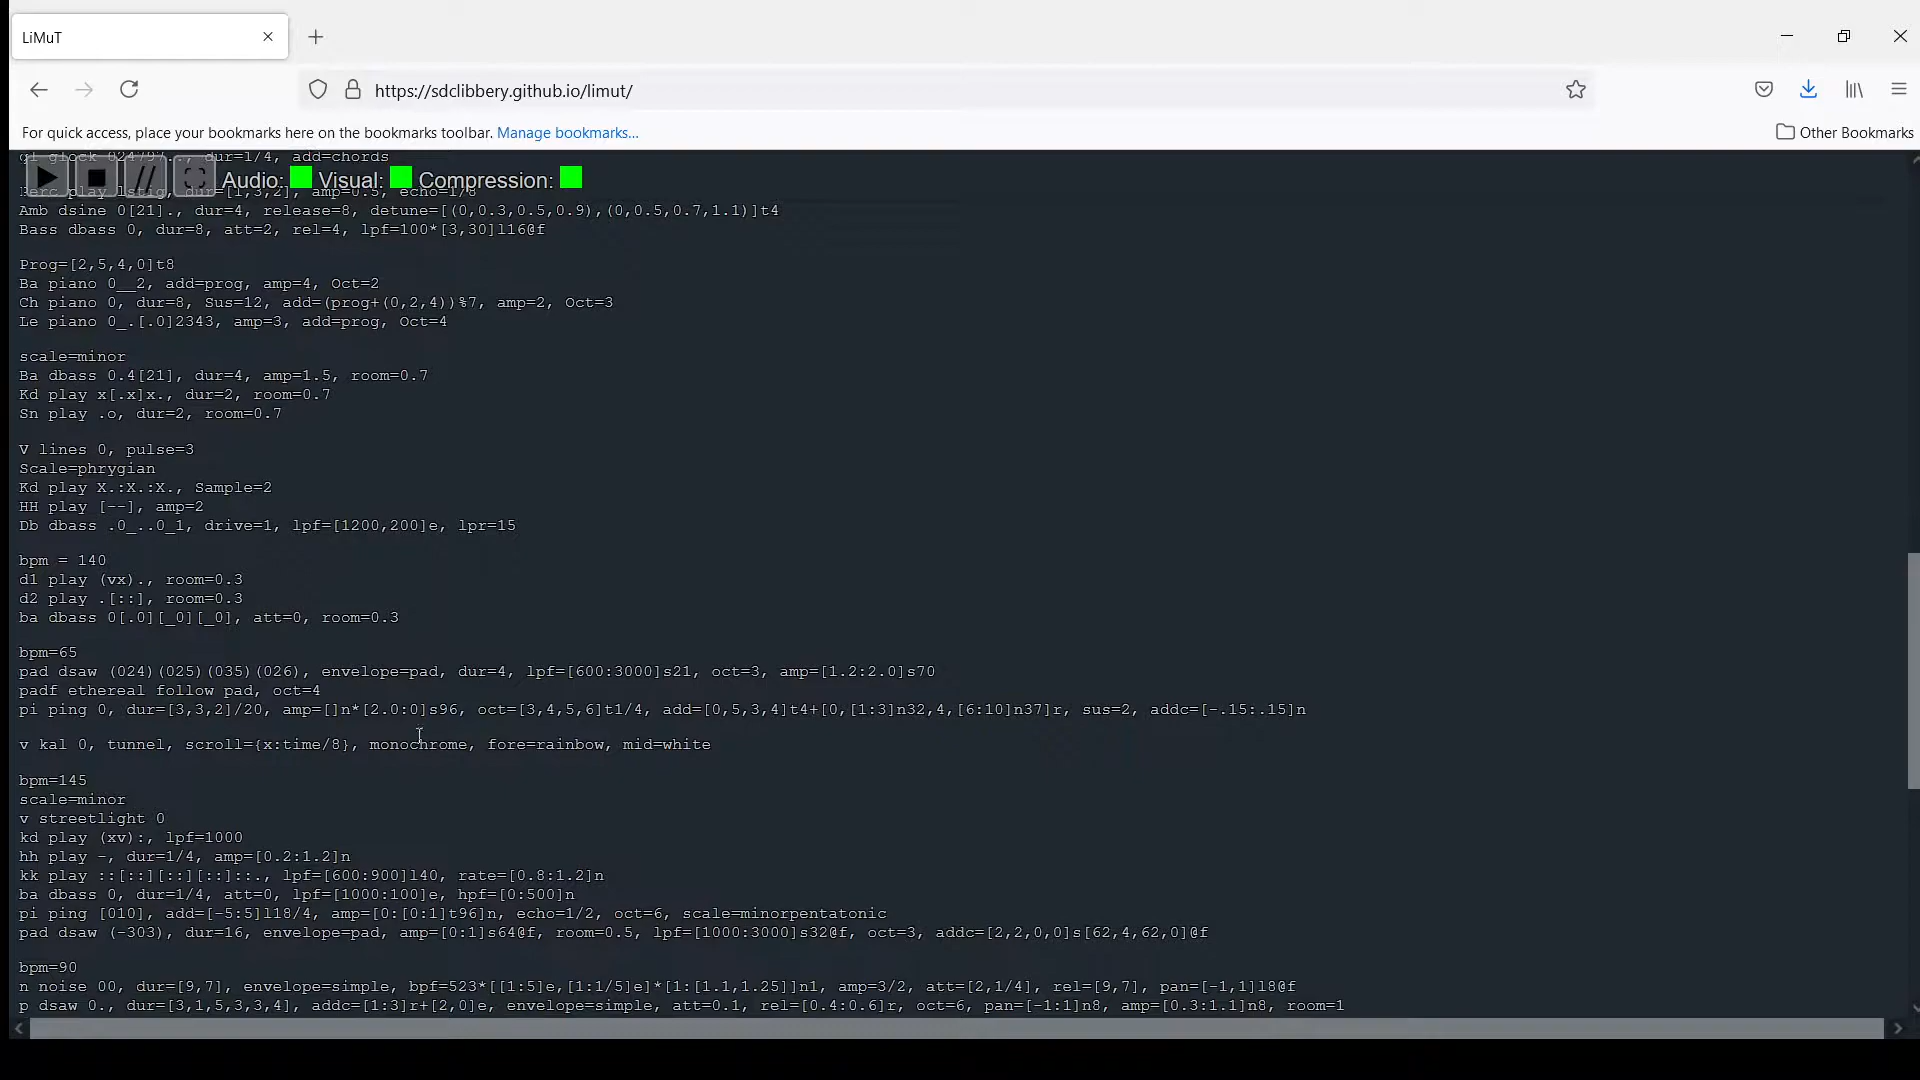 LiMuT
https://sdclibbery.github.io/limut/
For quick access, place your bookmarks here on the bookmarks toolbar. Manage bookmarks...
Other Bookmarks
gl glock 024797.., dur=1/4, add=chords
Audio: Visual: Compression:
Perc play lstig, dur=[1,3,2], amp=0.5, echo=1/8
Amb dsine 0[21]., dur=4, release=8, detune=[(0,0.3,0.5,0.9),(0,0.5,0.7,1.1)]t4
Bass dbass 0, dur=8, att=2, rel=4, lpf=100*[3,30]l16@f
Prog=[2,5,4,0]t8
Ba piano 0__2, add=prog, amp=4, Oct=2
Ch piano 0, dur=8, Sus=12, add=(prog+(0,2,4))%7, amp=2, Oct=3
Le piano 0_.[.0]2343, amp=3, add=prog, Oct=4
scale=minor
Ba dbass 0.4[21], dur=4, amp=1.5, room=0.7
Kd play x[.x]x., dur=2, room=0.7
Sn play .o, dur=2, room=0.7
V lines 0, pulse=3
Scale=phrygian
Kd play X.:X.:X., Sample=2
HH play [--], amp=2
Db dbass .0_..0_1, drive=1, lpf=[1200,200]e, lpr=15
bpm = 140
d1 play (vx)., room=0.3
d2 play .[::], room=0.3
ba dbass 0[.0][_0][_0], att=0, room=0.3
bpm=65
pad dsaw (024)(025)(035)(026), envelope=pad, dur=4, lpf=[600:3000]s21, oct=3, amp=[1.2:2.0]s70
padf ethereal follow pad, oct=4
pi ping 0, dur=[3,3,2]/20, amp=[]n*[2.0:0]s96, oct=[3,4,5,6]t1/4, add=[0,5,3,4]t4+[0,[1:3]n32,4,[6:10]n37]r, sus=2, addc=[-.15:.15]n
v kal 0, tunnel, scroll={x:time/8}, monochrome, fore=rainbow, mid=white
bpm=145
scale=minor
v streetlight 0
kd play (xv):, lpf=1000
hh play -, dur=1/4, amp=[0.2:1.2]n
kk play ::[::][::][::]::., lpf=[600:900]l40, rate=[0.8:1.2]n
ba dbass 0, dur=1/4, att=0, lpf=[1000:100]e, hpf=[0:500]n
pi ping [010], add=[-5:5]l18/4, amp=[0:[0:1]t96]n, echo=1/2, oct=6, scale=minorpentatonic
pad dsaw (-303), dur=16, envelope=pad, amp=[0:1]s64@f, room=0.5, lpf=[1000:3000]s32@f, oct=3, addc=[2,2,0,0]s[62,4,62,0]@f
bpm=90
n noise 00, dur=[9,7], envelope=simple, bpf=523*[[1:5]e,[1:1/5]e]*[1:[1.1,1.25]]n1, amp=3/2, att=[2,1/4], rel=[9,7], pan=[-1,1]l8@f
p dsaw 0., dur=[3,1,5,3,3,4], addc=[1:3]r+[2,0]e, envelope=simple, att=0.1, rel=[0.4:0.6]r, oct=6, pan=[-1:1]n8, amp=[0.3:1.1]n8, room=1